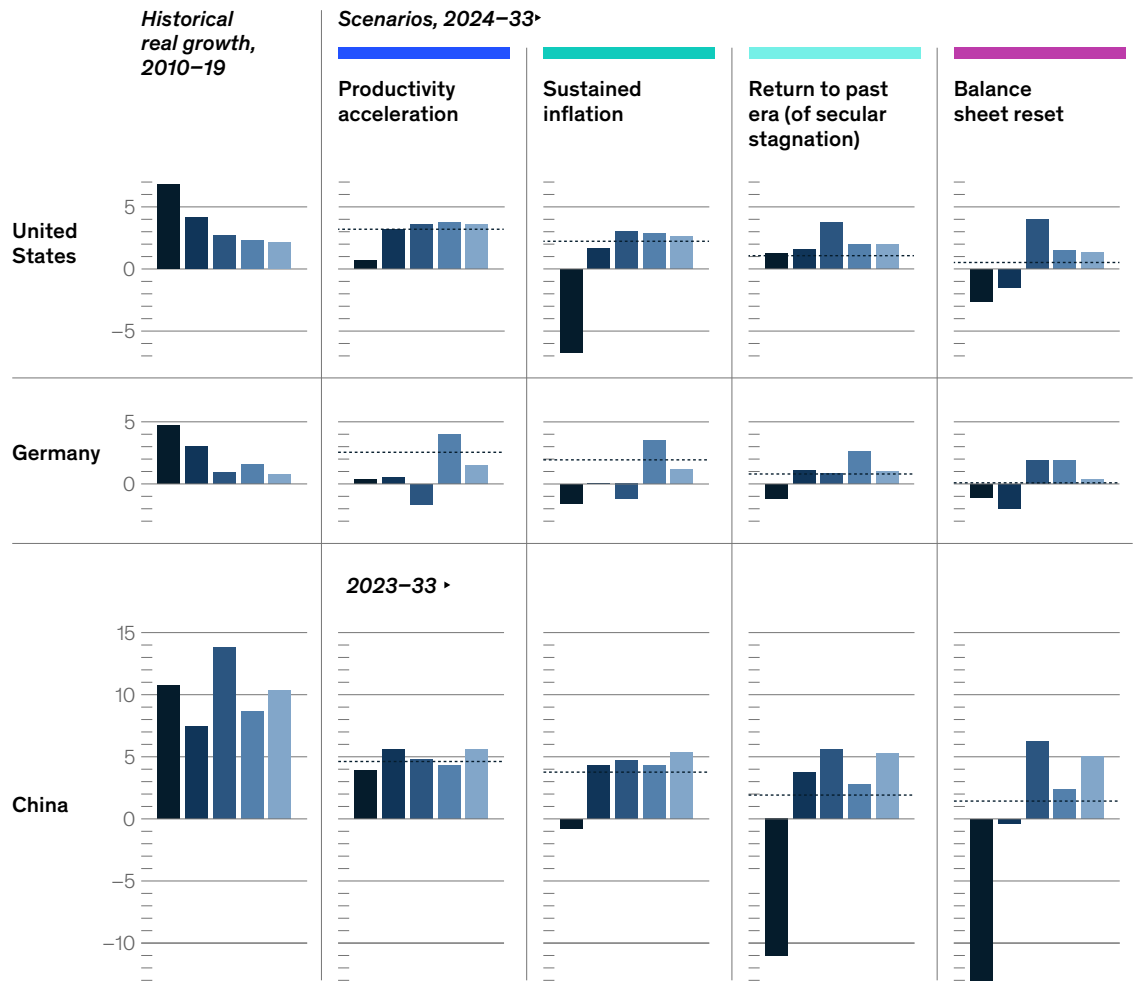 Historical
real growth,
2010–19
Scenarios, 2024–33▸
Productivity
acceleration
Sustained
inflation
Return to past
era (of secular
stagnation)
Balance
sheet reset
United
States
5
0
–5
Germany
5
0
2023–33 ▸
China
15
10
5
0
–5
–10